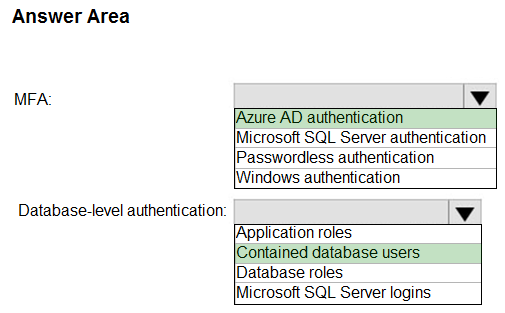 Answer Area
MFA:
Azure AD authentication
Microsoft SQL Server authentication
Passwordless authentication
Windows authentication
Database-level authentication:
Application roles
Contained database users
Database roles
Microsoft SQL Server logins